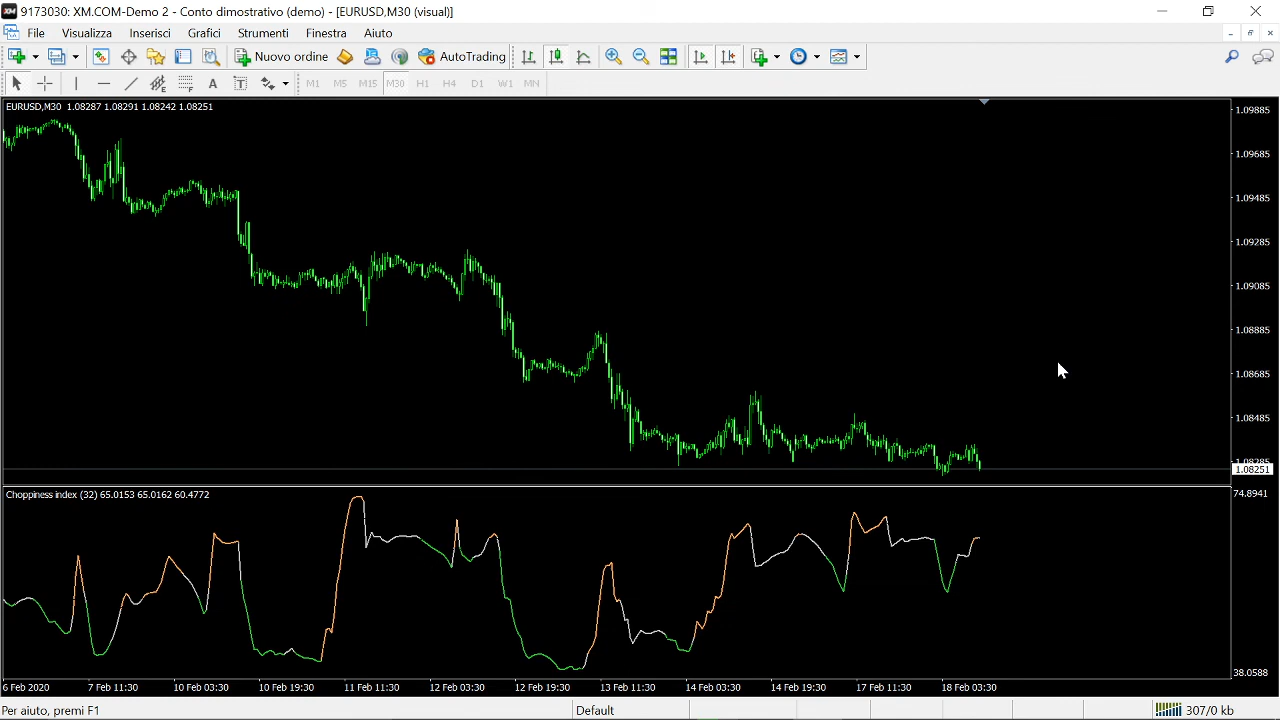 9173030: XM.COM-Demo 2 - Conto dimostrativo (demo) - [EURUSD,M30 (visual)]
File Visualizza Inserisci Grafici Strumenti Finestra Aiuto
Nuovo ordine AutoTrading
A T M1 M5 M15 M30 H1 H4 D1 W1 MN
EURUSD,M30 1.08287 1.08291 1.08242 1.08251
1.09885
1.09685
1.09485
1.09285
1.09085
1.08885
1.08685
1.08485
1.08285
1.08251
Choppiness index (32) 65.0153 65.0162 60.4772
74.8941
38.0588
6 Feb 2020 7 Feb 11:30 10 Feb 03:30 10 Feb 19:30 11 Feb 11:30 12 Feb 03:30 12 Feb 19:30 13 Feb 11:30 14 Feb 03:30 14 Feb 19:30 17 Feb 11:30 18 Feb 03:30
Per aiuto, premi F1 Default 307/0 kb